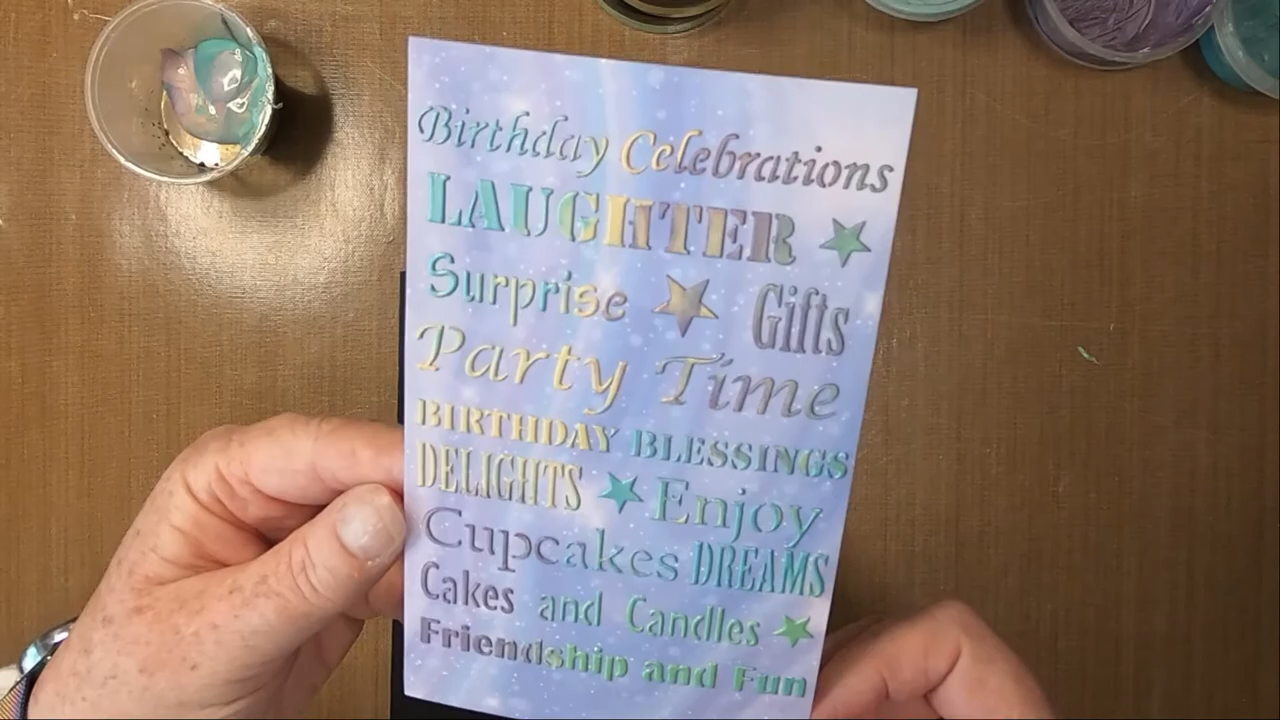 Birthday Celebrations
LAUGHTER
Surprise Gifts
Party Time
BIRTHDAY BLESSINGS
DELIGHTS Enjoy
Cupcakes DREAMS
Cakes and Candles
Friendship and Fun